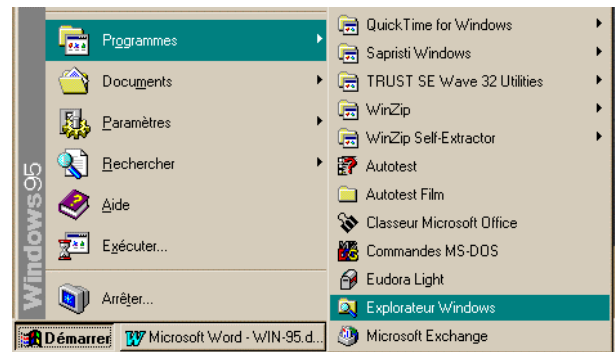 Programmes
Documents
Paramètres
Rechercher
Aide
Exécuter...
Arrêter...
Windows95
QuickTime for Windows
Sapristi Windows
TRUST SE Wave 32 Utilities
WinZip
WinZip Self-Extractor
Autotest
Autotest Film
Classeur Microsoft Office
Commandes MS-DOS
Eudora Light
Explorateur Windows
Microsoft Exchange
Démarrer
Microsoft Word - WIN-95.d...